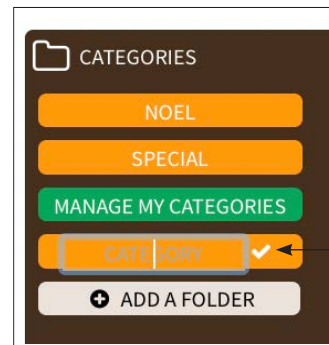 CATEGORIES
NOEL
SPECIAL
MANAGE MY CATEGORIES
CATEGORY
ADD A FOLDER